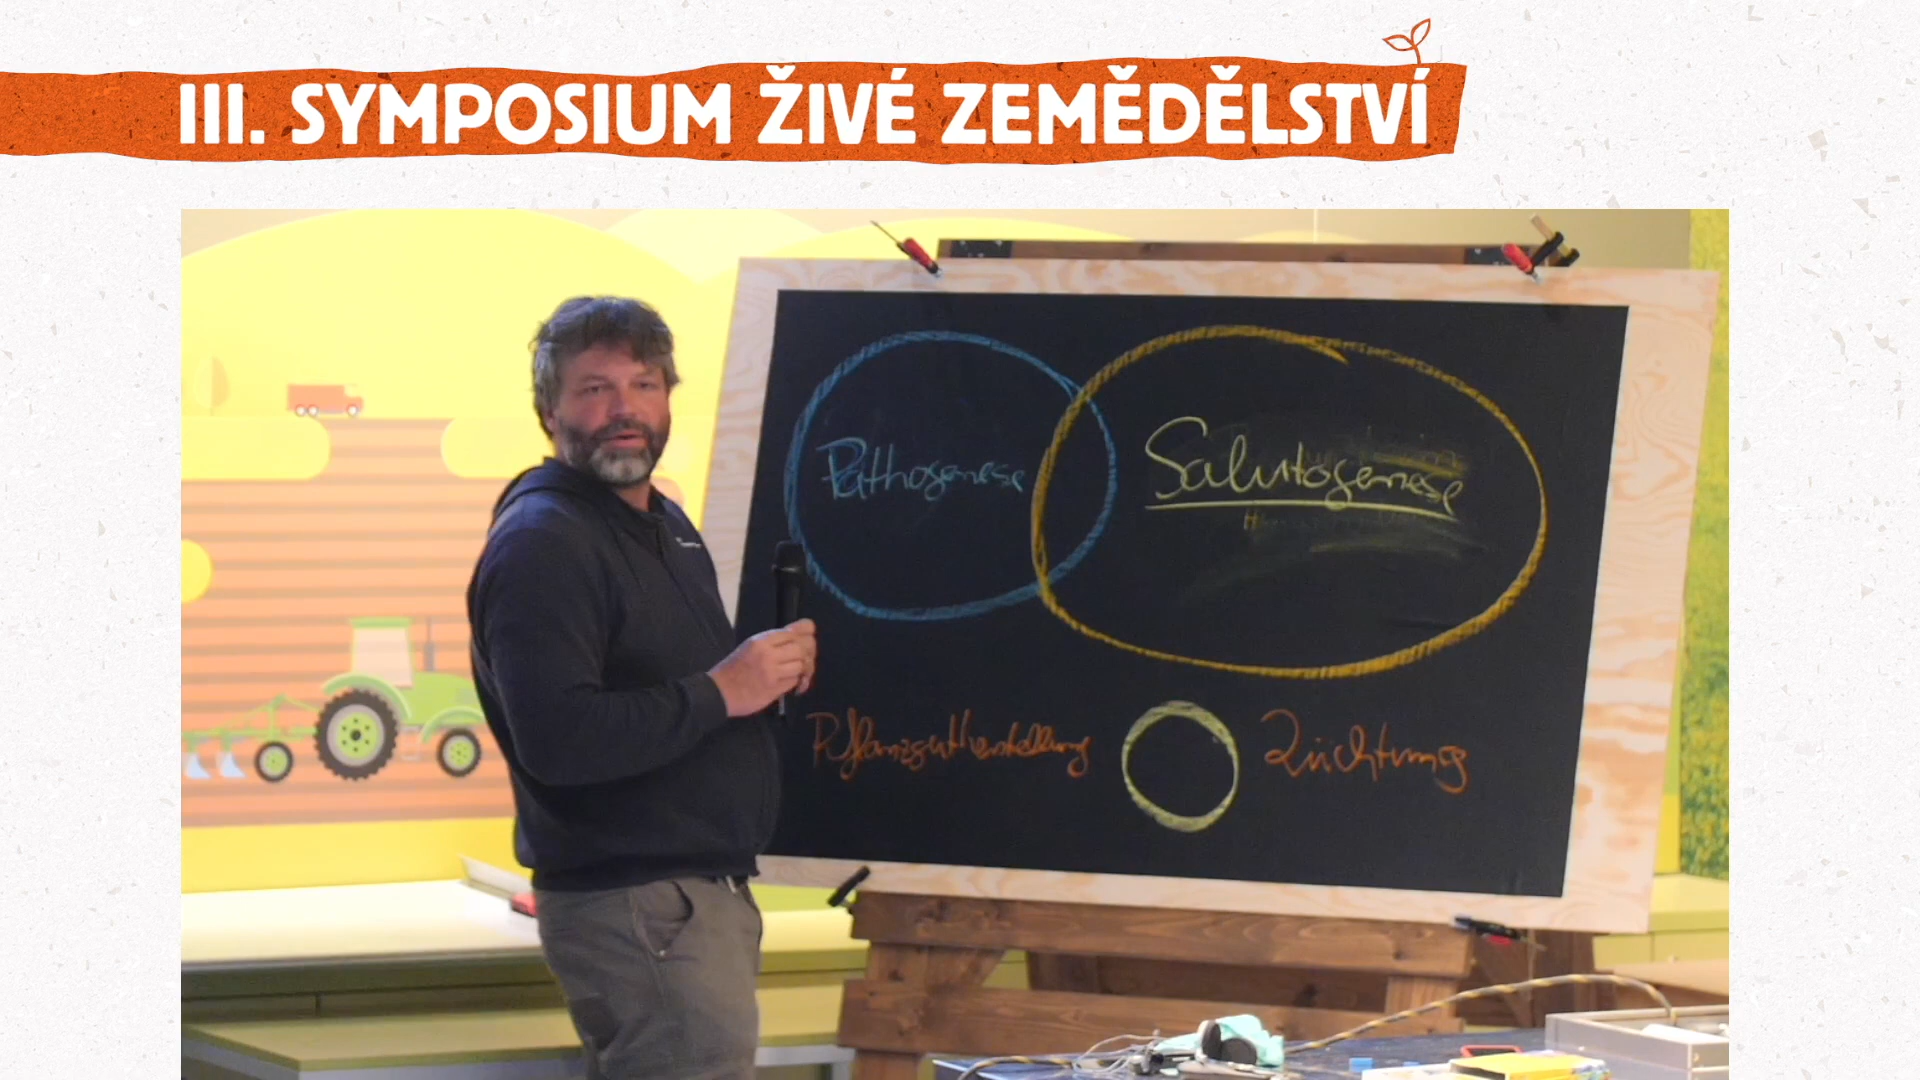 III. SYMPOSIUM ŽIVÉ ZEMĚDĚLSTVÍ
Pathogenese
Salutogenese
Pflanzgutherstellung
Züchtung